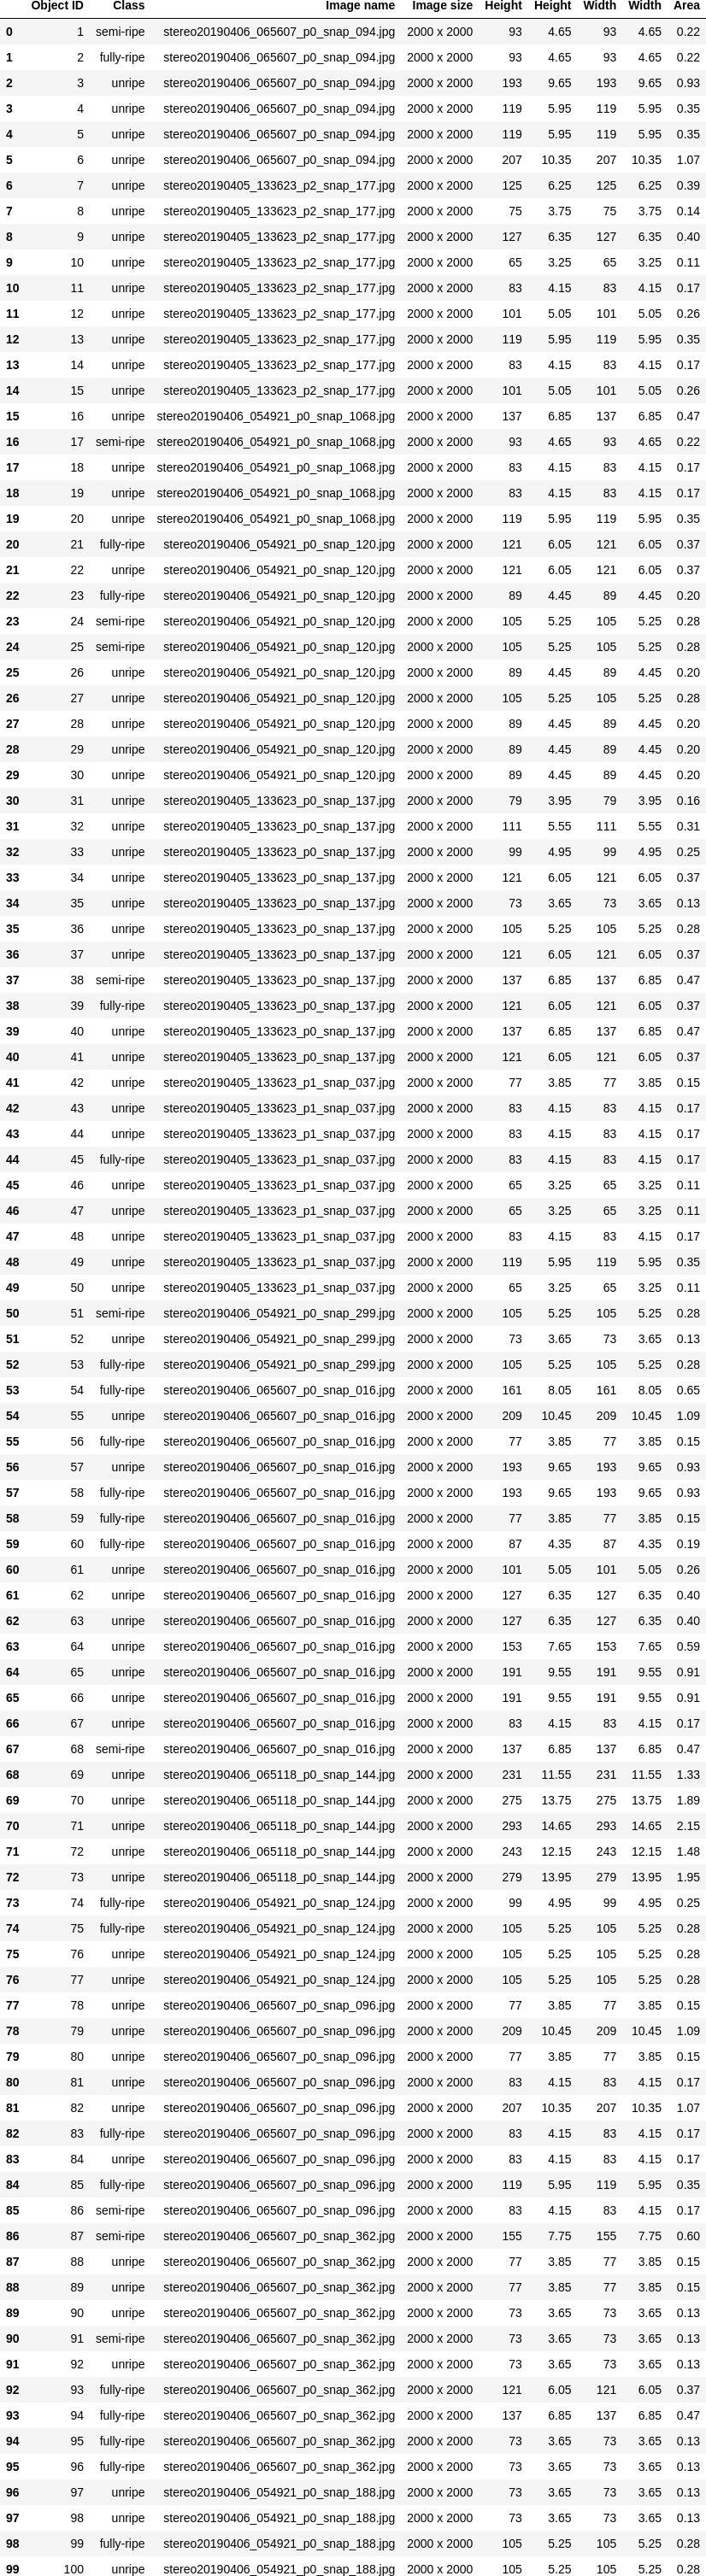 Object ID Class Image name Image size Height Height Width Width Area
0 1 semi-ripe stereo20190406_065607_p0_snap_094.jpg 2000 x 2000 93 4.65 93 4.65 0.22
1 2 fully-ripe stereo20190406_065607_p0_snap_094.jpg 2000 x 2000 93 4.65 93 4.65 0.22
2 3 unripe stereo20190406_065607_p0_snap_094.jpg 2000 x 2000 193 9.65 193 9.65 0.93
3 4 unripe stereo20190406_065607_p0_snap_094.jpg 2000 x 2000 119 5.95 119 5.95 0.35
4 5 unripe stereo20190406_065607_p0_snap_094.jpg 2000 x 2000 119 5.95 119 5.95 0.35
5 6 unripe stereo20190406_065607_p0_snap_094.jpg 2000 x 2000 207 10.35 207 10.35 1.07
6 7 unripe stereo20190405_133623_p2_snap_177.jpg 2000 x 2000 125 6.25 125 6.25 0.39
7 8 unripe stereo20190405_133623_p2_snap_177.jpg 2000 x 2000 75 3.75 75 3.75 0.14
8 9 unripe stereo20190405_133623_p2_snap_177.jpg 2000 x 2000 127 6.35 127 6.35 0.40
9 10 unripe stereo20190405_133623_p2_snap_177.jpg 2000 x 2000 65 3.25 65 3.25 0.11
10 11 unripe stereo20190405_133623_p2_snap_177.jpg 2000 x 2000 83 4.15 83 4.15 0.17
11 12 unripe stereo20190405_133623_p2_snap_177.jpg 2000 x 2000 101 5.05 101 5.05 0.26
12 13 unripe stereo20190405_133623_p2_snap_177.jpg 2000 x 2000 119 5.95 119 5.95 0.35
13 14 unripe stereo20190405_133623_p2_snap_177.jpg 2000 x 2000 83 4.15 83 4.15 0.17
14 15 unripe stereo20190405_133623_p2_snap_177.jpg 2000 x 2000 101 5.05 101 5.05 0.26
15 16 unripe stereo20190406_054921_p0_snap_1068.jpg 2000 x 2000 137 6.85 137 6.85 0.47
16 17 semi-ripe stereo20190406_054921_p0_snap_1068.jpg 2000 x 2000 93 4.65 93 4.65 0.22
17 18 unripe stereo20190406_054921_p0_snap_1068.jpg 2000 x 2000 83 4.15 83 4.15 0.17
18 19 unripe stereo20190406_054921_p0_snap_1068.jpg 2000 x 2000 83 4.15 83 4.15 0.17
19 20 unripe stereo20190406_054921_p0_snap_1068.jpg 2000 x 2000 119 5.95 119 5.95 0.35
20 21 fully-ripe stereo20190406_054921_p0_snap_120.jpg 2000 x 2000 121 6.05 121 6.05 0.37
21 22 unripe stereo20190406_054921_p0_snap_120.jpg 2000 x 2000 121 6.05 121 6.05 0.37
22 23 fully-ripe stereo20190406_054921_p0_snap_120.jpg 2000 x 2000 89 4.45 89 4.45 0.20
23 24 semi-ripe stereo20190406_054921_p0_snap_120.jpg 2000 x 2000 105 5.25 105 5.25 0.28
24 25 semi-ripe stereo20190406_054921_p0_snap_120.jpg 2000 x 2000 105 5.25 105 5.25 0.28
25 26 unripe stereo20190406_054921_p0_snap_120.jpg 2000 x 2000 89 4.45 89 4.45 0.20
26 27 unripe stereo20190406_054921_p0_snap_120.jpg 2000 x 2000 105 5.25 105 5.25 0.28
27 28 unripe stereo20190406_054921_p0_snap_120.jpg 2000 x 2000 89 4.45 89 4.45 0.20
28 29 unripe stereo20190406_054921_p0_snap_120.jpg 2000 x 2000 89 4.45 89 4.45 0.20
29 30 unripe stereo20190406_054921_p0_snap_120.jpg 2000 x 2000 89 4.45 89 4.45 0.20
30 31 unripe stereo20190405_133623_p0_snap_137.jpg 2000 x 2000 79 3.95 79 3.95 0.16
31 32 unripe stereo20190405_133623_p0_snap_137.jpg 2000 x 2000 111 5.55 111 5.55 0.31
32 33 unripe stereo20190405_133623_p0_snap_137.jpg 2000 x 2000 99 4.95 99 4.95 0.25
33 34 unripe stereo20190405_133623_p0_snap_137.jpg 2000 x 2000 121 6.05 121 6.05 0.37
34 35 unripe stereo20190405_133623_p0_snap_137.jpg 2000 x 2000 73 3.65 73 3.65 0.13
35 36 unripe stereo20190405_133623_p0_snap_137.jpg 2000 x 2000 105 5.25 105 5.25 0.28
36 37 unripe stereo20190405_133623_p0_snap_137.jpg 2000 x 2000 121 6.05 121 6.05 0.37
37 38 semi-ripe stereo20190405_133623_p0_snap_137.jpg 2000 x 2000 137 6.85 137 6.85 0.47
38 39 fully-ripe stereo20190405_133623_p0_snap_137.jpg 2000 x 2000 121 6.05 121 6.05 0.37
39 40 unripe stereo20190405_133623_p0_snap_137.jpg 2000 x 2000 137 6.85 137 6.85 0.47
40 41 unripe stereo20190405_133623_p0_snap_137.jpg 2000 x 2000 121 6.05 121 6.05 0.37
41 42 unripe stereo20190405_133623_p1_snap_037.jpg 2000 x 2000 77 3.85 77 3.85 0.15
42 43 unripe stereo20190405_133623_p1_snap_037.jpg 2000 x 2000 83 4.15 83 4.15 0.17
43 44 unripe stereo20190405_133623_p1_snap_037.jpg 2000 x 2000 83 4.15 83 4.15 0.17
44 45 fully-ripe stereo20190405_133623_p1_snap_037.jpg 2000 x 2000 83 4.15 83 4.15 0.17
45 46 unripe stereo20190405_133623_p1_snap_037.jpg 2000 x 2000 65 3.25 65 3.25 0.11
46 47 unripe stereo20190405_133623_p1_snap_037.jpg 2000 x 2000 65 3.25 65 3.25 0.11
47 48 unripe stereo20190405_133623_p1_snap_037.jpg 2000 x 2000 83 4.15 83 4.15 0.17
48 49 unripe stereo20190405_133623_p1_snap_037.jpg 2000 x 2000 119 5.95 119 5.95 0.35
49 50 unripe stereo20190405_133623_p1_snap_037.jpg 2000 x 2000 65 3.25 65 3.25 0.11
50 51 semi-ripe stereo20190406_054921_p0_snap_299.jpg 2000 x 2000 105 5.25 105 5.25 0.28
51 52 unripe stereo20190406_054921_p0_snap_299.jpg 2000 x 2000 73 3.65 73 3.65 0.13
52 53 fully-ripe stereo20190406_054921_p0_snap_299.jpg 2000 x 2000 105 5.25 105 5.25 0.28
53 54 fully-ripe stereo20190406_065607_p0_snap_016.jpg 2000 x 2000 161 8.05 161 8.05 0.65
54 55 unripe stereo20190406_065607_p0_snap_016.jpg 2000 x 2000 209 10.45 209 10.45 1.09
55 56 fully-ripe stereo20190406_065607_p0_snap_016.jpg 2000 x 2000 77 3.85 77 3.85 0.15
56 57 unripe stereo20190406_065607_p0_snap_016.jpg 2000 x 2000 193 9.65 193 9.65 0.93
57 58 fully-ripe stereo20190406_065607_p0_snap_016.jpg 2000 x 2000 193 9.65 193 9.65 0.93
58 59 fully-ripe stereo20190406_065607_p0_snap_016.jpg 2000 x 2000 77 3.85 77 3.85 0.15
59 60 fully-ripe stereo20190406_065607_p0_snap_016.jpg 2000 x 2000 87 4.35 87 4.35 0.19
60 61 unripe stereo20190406_065607_p0_snap_016.jpg 2000 x 2000 101 5.05 101 5.05 0.26
61 62 unripe stereo20190406_065607_p0_snap_016.jpg 2000 x 2000 127 6.35 127 6.35 0.40
62 63 unripe stereo20190406_065607_p0_snap_016.jpg 2000 x 2000 127 6.35 127 6.35 0.40
63 64 unripe stereo20190406_065607_p0_snap_016.jpg 2000 x 2000 153 7.65 153 7.65 0.59
64 65 unripe stereo20190406_065607_p0_snap_016.jpg 2000 x 2000 191 9.55 191 9.55 0.91
65 66 unripe stereo20190406_065607_p0_snap_016.jpg 2000 x 2000 191 9.55 191 9.55 0.91
66 67 unripe stereo20190406_065607_p0_snap_016.jpg 2000 x 2000 83 4.15 83 4.15 0.17
67 68 semi-ripe stereo20190406_065607_p0_snap_016.jpg 2000 x 2000 137 6.85 137 6.85 0.47
68 69 unripe stereo20190406_065118_p0_snap_144.jpg 2000 x 2000 231 11.55 231 11.55 1.33
69 70 unripe stereo20190406_065118_p0_snap_144.jpg 2000 x 2000 275 13.75 275 13.75 1.89
70 71 unripe stereo20190406_065118_p0_snap_144.jpg 2000 x 2000 293 14.65 293 14.65 2.15
71 72 unripe stereo20190406_065118_p0_snap_144.jpg 2000 x 2000 243 12.15 243 12.15 1.48
72 73 unripe stereo20190406_065118_p0_snap_144.jpg 2000 x 2000 279 13.95 279 13.95 1.95
73 74 fully-ripe stereo20190406_054921_p0_snap_124.jpg 2000 x 2000 99 4.95 99 4.95 0.25
74 75 fully-ripe stereo20190406_054921_p0_snap_124.jpg 2000 x 2000 105 5.25 105 5.25 0.28
75 76 unripe stereo20190406_054921_p0_snap_124.jpg 2000 x 2000 105 5.25 105 5.25 0.28
76 77 unripe stereo20190406_054921_p0_snap_124.jpg 2000 x 2000 105 5.25 105 5.25 0.28
77 78 unripe stereo20190406_065607_p0_snap_096.jpg 2000 x 2000 77 3.85 77 3.85 0.15
78 79 unripe stereo20190406_065607_p0_snap_096.jpg 2000 x 2000 209 10.45 209 10.45 1.09
79 80 unripe stereo20190406_065607_p0_snap_096.jpg 2000 x 2000 77 3.85 77 3.85 0.15
80 81 unripe stereo20190406_065607_p0_snap_096.jpg 2000 x 2000 83 4.15 83 4.15 0.17
81 82 unripe stereo20190406_065607_p0_snap_096.jpg 2000 x 2000 207 10.35 207 10.35 1.07
82 83 fully-ripe stereo20190406_065607_p0_snap_096.jpg 2000 x 2000 83 4.15 83 4.15 0.17
83 84 unripe stereo20190406_065607_p0_snap_096.jpg 2000 x 2000 83 4.15 83 4.15 0.17
84 85 fully-ripe stereo20190406_065607_p0_snap_096.jpg 2000 x 2000 119 5.95 119 5.95 0.35
85 86 semi-ripe stereo20190406_065607_p0_snap_096.jpg 2000 x 2000 83 4.15 83 4.15 0.17
86 87 semi-ripe stereo20190406_065607_p0_snap_362.jpg 2000 x 2000 155 7.75 155 7.75 0.60
87 88 unripe stereo20190406_065607_p0_snap_362.jpg 2000 x 2000 77 3.85 77 3.85 0.15
88 89 unripe stereo20190406_065607_p0_snap_362.jpg 2000 x 2000 77 3.85 77 3.85 0.15
89 90 unripe stereo20190406_065607_p0_snap_362.jpg 2000 x 2000 73 3.65 73 3.65 0.13
90 91 semi-ripe stereo20190406_065607_p0_snap_362.jpg 2000 x 2000 73 3.65 73 3.65 0.13
91 92 unripe stereo20190406_065607_p0_snap_362.jpg 2000 x 2000 73 3.65 73 3.65 0.13
92 93 fully-ripe stereo20190406_065607_p0_snap_362.jpg 2000 x 2000 121 6.05 121 6.05 0.37
93 94 fully-ripe stereo20190406_065607_p0_snap_362.jpg 2000 x 2000 137 6.85 137 6.85 0.47
94 95 fully-ripe stereo20190406_065607_p0_snap_362.jpg 2000 x 2000 73 3.65 73 3.65 0.13
95 96 fully-ripe stereo20190406_065607_p0_snap_362.jpg 2000 x 2000 73 3.65 73 3.65 0.13
96 97 unripe stereo20190406_054921_p0_snap_188.jpg 2000 x 2000 73 3.65 73 3.65 0.13
97 98 unripe stereo20190406_054921_p0_snap_188.jpg 2000 x 2000 73 3.65 73 3.65 0.13
98 99 fully-ripe stereo20190406_054921_p0_snap_188.jpg 2000 x 2000 105 5.25 105 5.25 0.28
99 100 unripe stereo20190406_054921_p0_snap_188.jpg 2000 x 2000 105 5.25 105 5.25 0.28